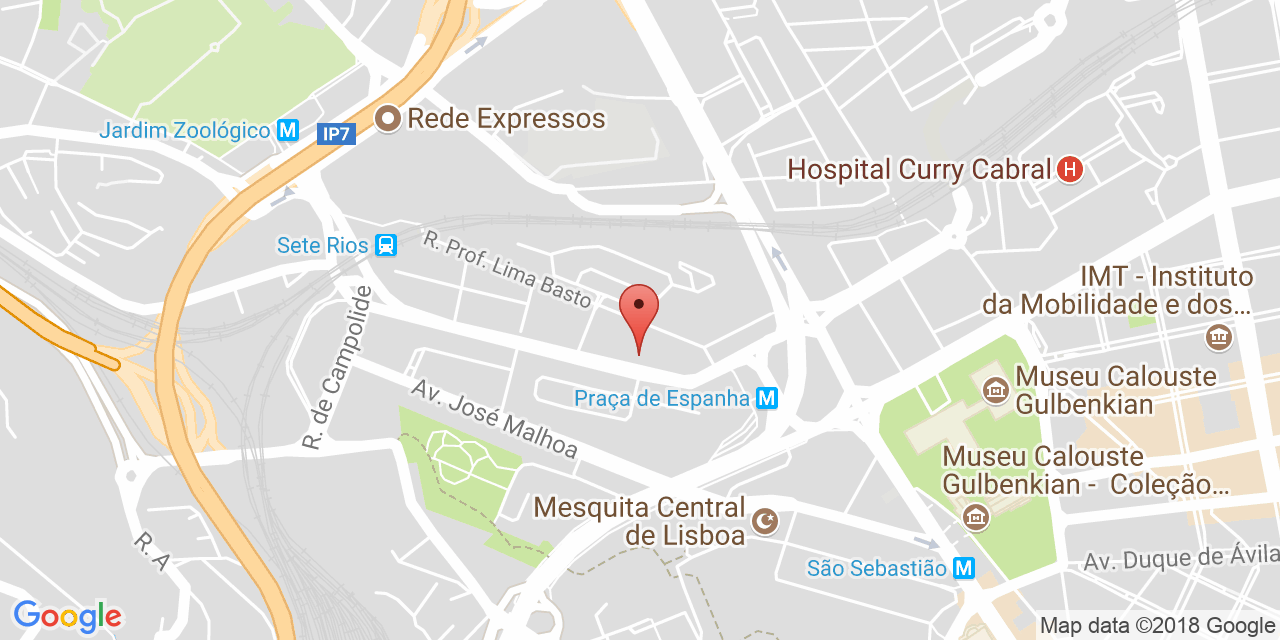 Rede Expressos
Jardim Zoológico M
IP7
Hospital Curry Cabral H
Sete Rios
R. Prof. Lima Basto
IMT - Instituto
da Mobilidade e dos...
R. de Campolide
Praça de Espanha M
Museu Calouste
Gulbenkian
Av. José Malhoa
Museu Calouste
Gulbenkian - Coleção...
Mesquita Central
de Lisboa
R. A
São Sebastião M
Av. Duque de Ávila
Google
Map data ©2018 Google